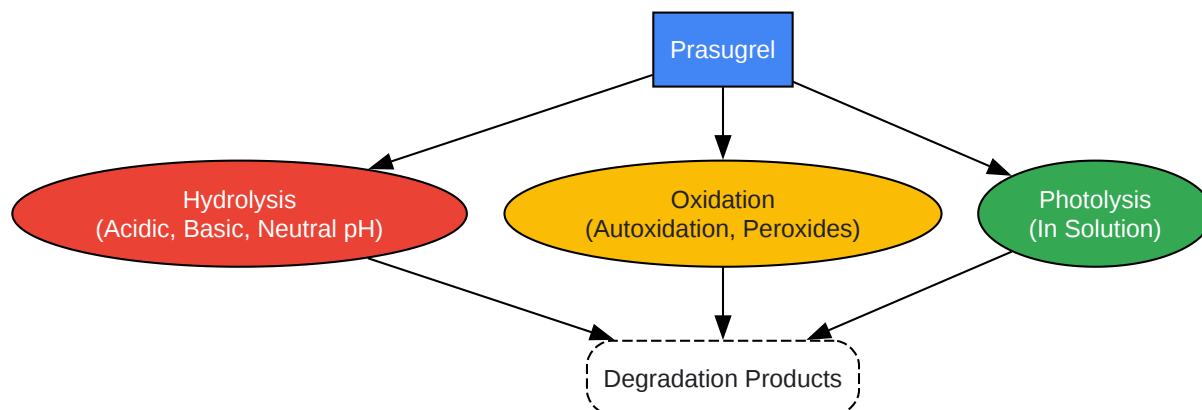 Prasugrel
Hydrolysis
(Acidic, Basic, Neutral pH)
Oxidation
(Autoxidation, Peroxides)
Photolysis
(In Solution)
Degradation Products